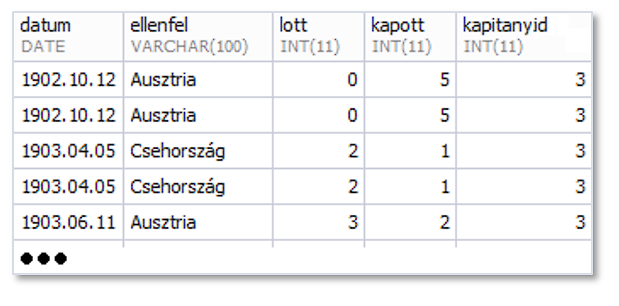 datum ellenfel lott kapott kapitanyid
DATE VARCHAR(100) INT(11) INT(11) INT(11)
1902.10.12 Ausztria 0 5 3
1902.10.12 Ausztria 0 5 3
1903.04.05 Csehország 2 1 3
1903.04.05 Csehország 2 1 3
1903.06.11 Ausztria 3 2 3
●●●